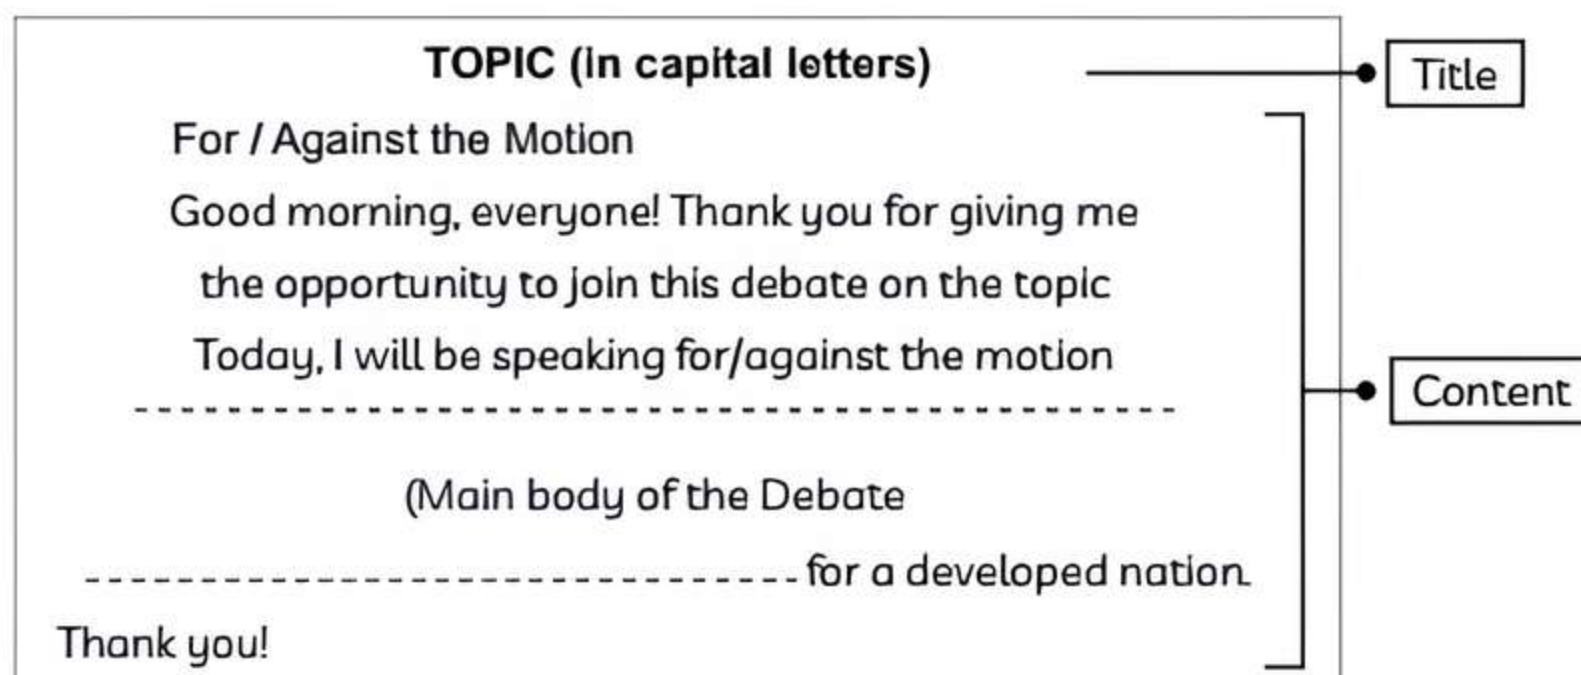 TOPIC (in capital letters)
Title
For / Against the Motion
Good morning, everyone! Thank you for giving me
the opportunity to join this debate on the topic
Today, I will be speaking for/against the motion
Content
(Main body of the Debate
for a developed nation.
Thank you!